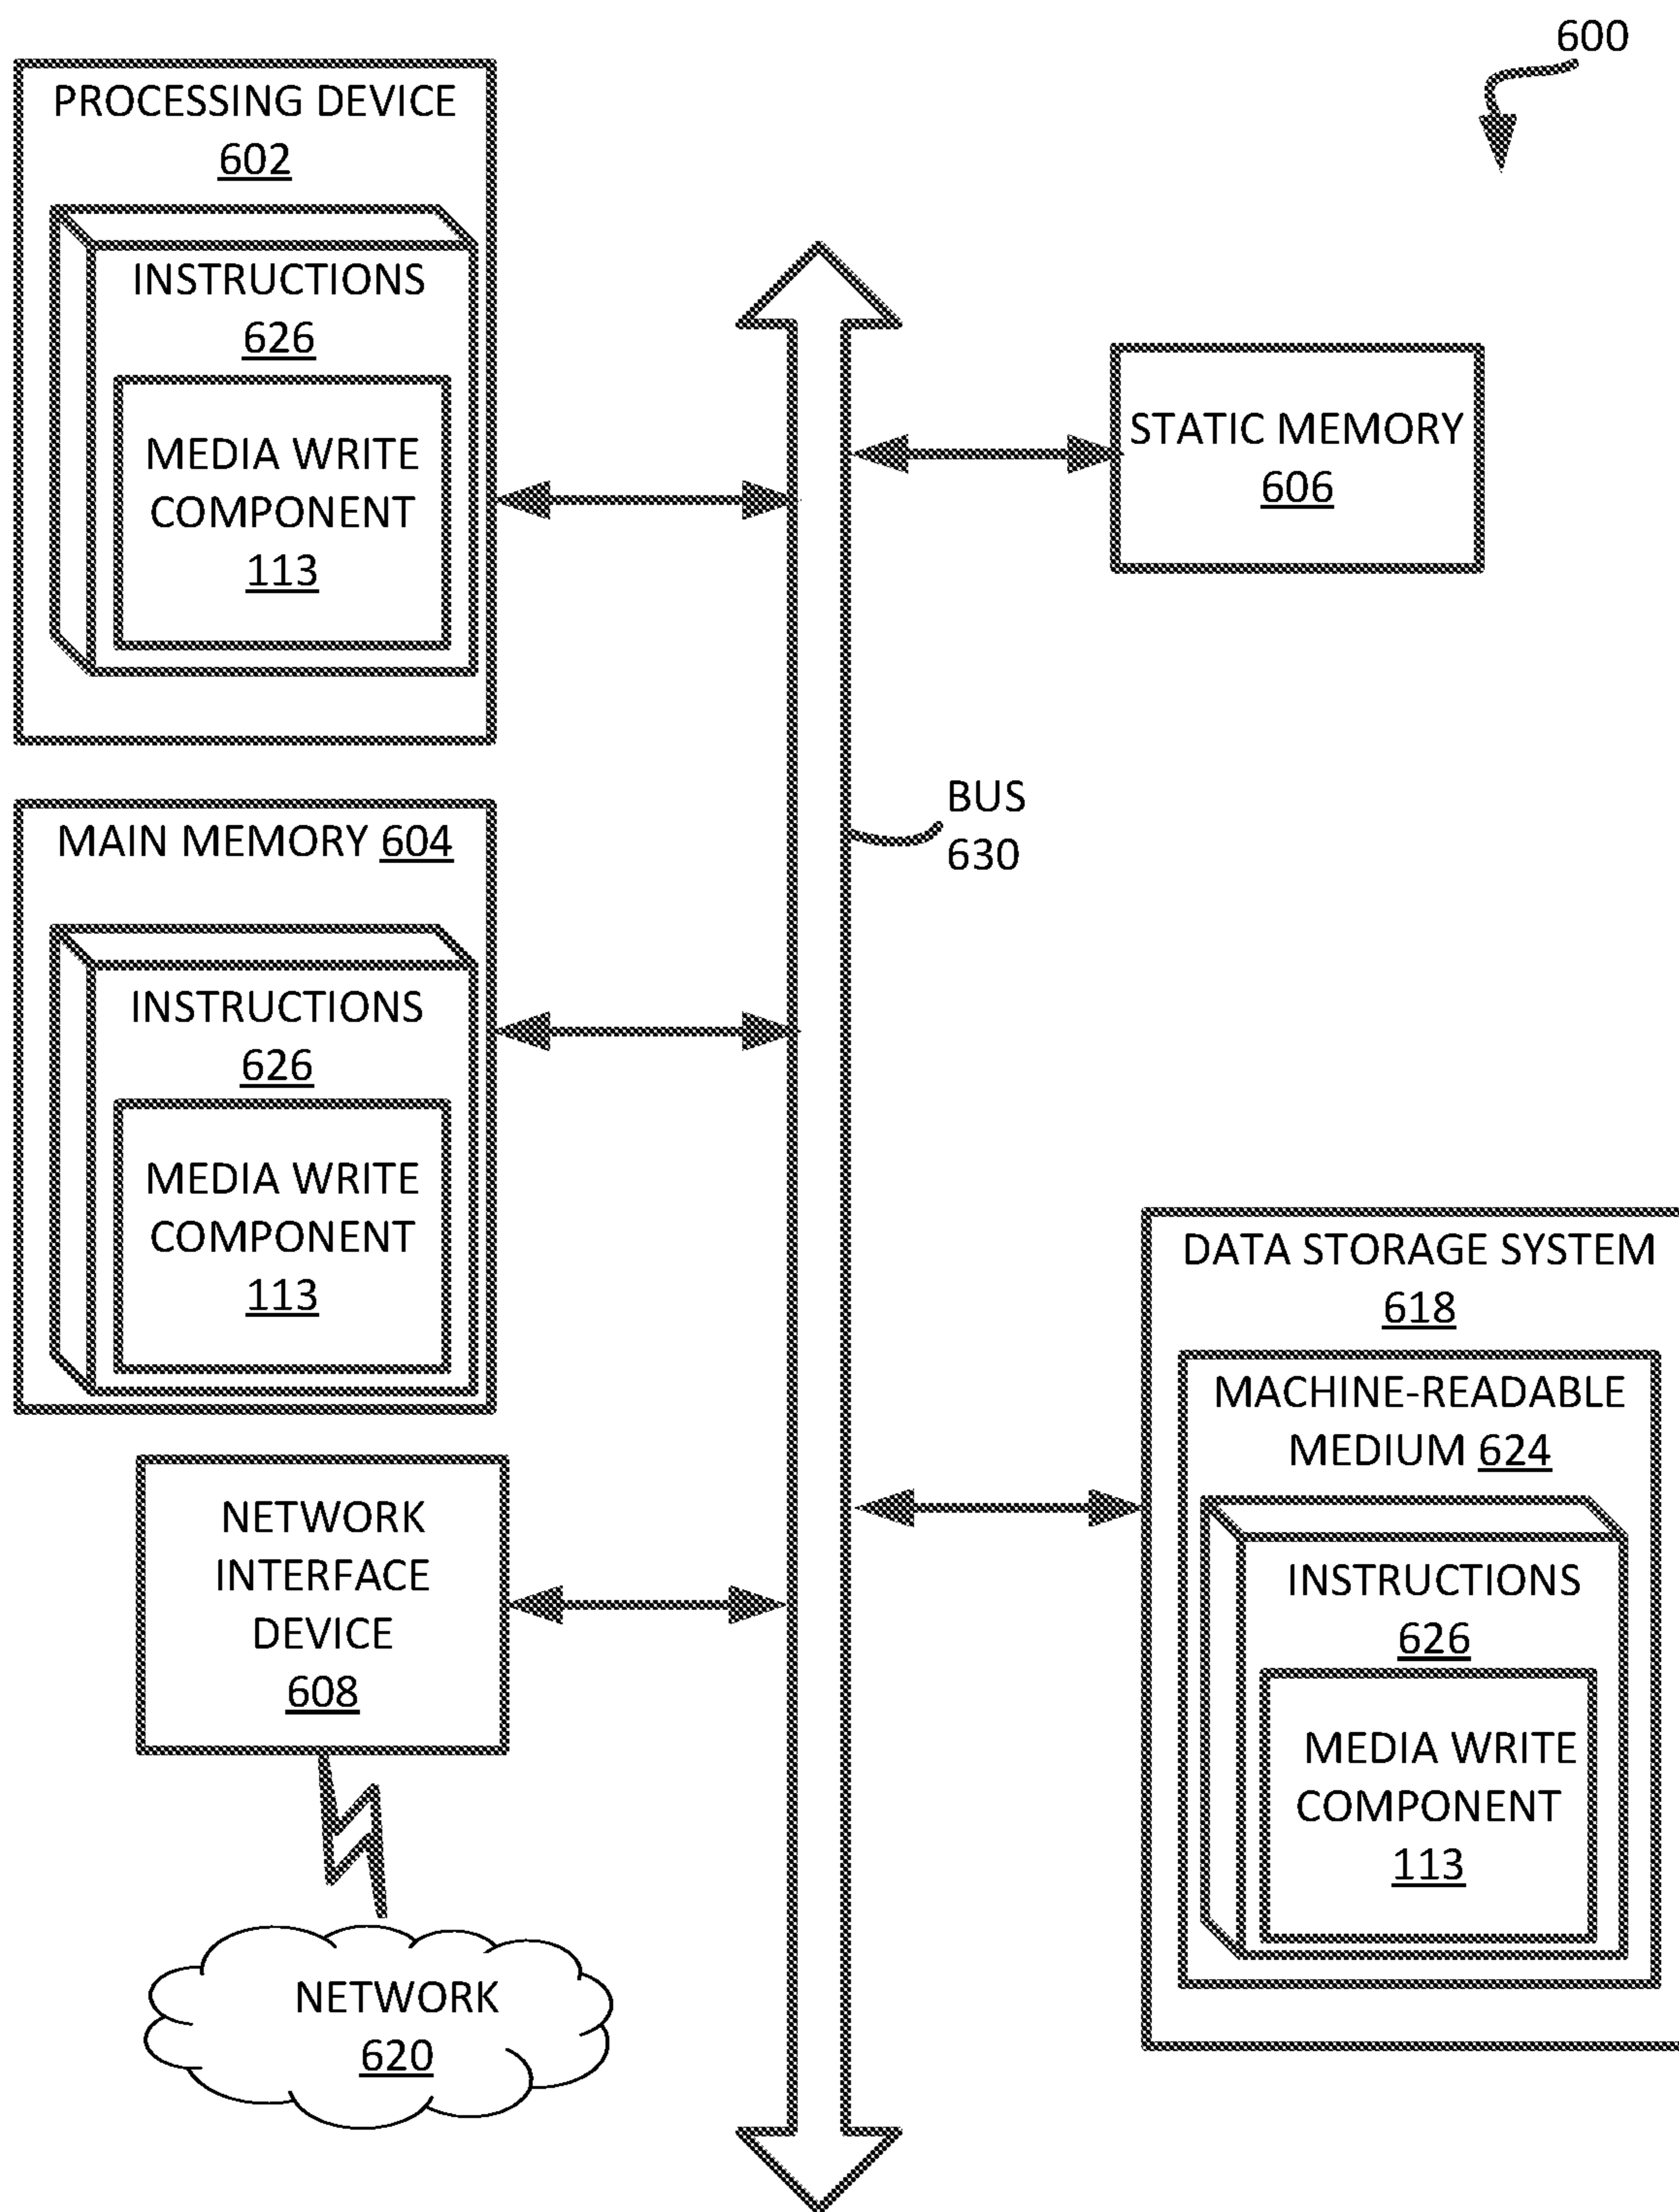 600
PROCESSING DEVICE
602
INSTRUCTIONS
626
MEDIA WRITE
COMPONENT
113
STATIC MEMORY
606
BUS
630
MAIN MEMORY 604
INSTRUCTIONS
626
MEDIA WRITE
COMPONENT
113
DATA STORAGE SYSTEM
618
MACHINE-READABLE
MEDIUM 624
INSTRUCTIONS
626
MEDIA WRITE
COMPONENT
113
NETWORK
INTERFACE
DEVICE
608
NETWORK
620